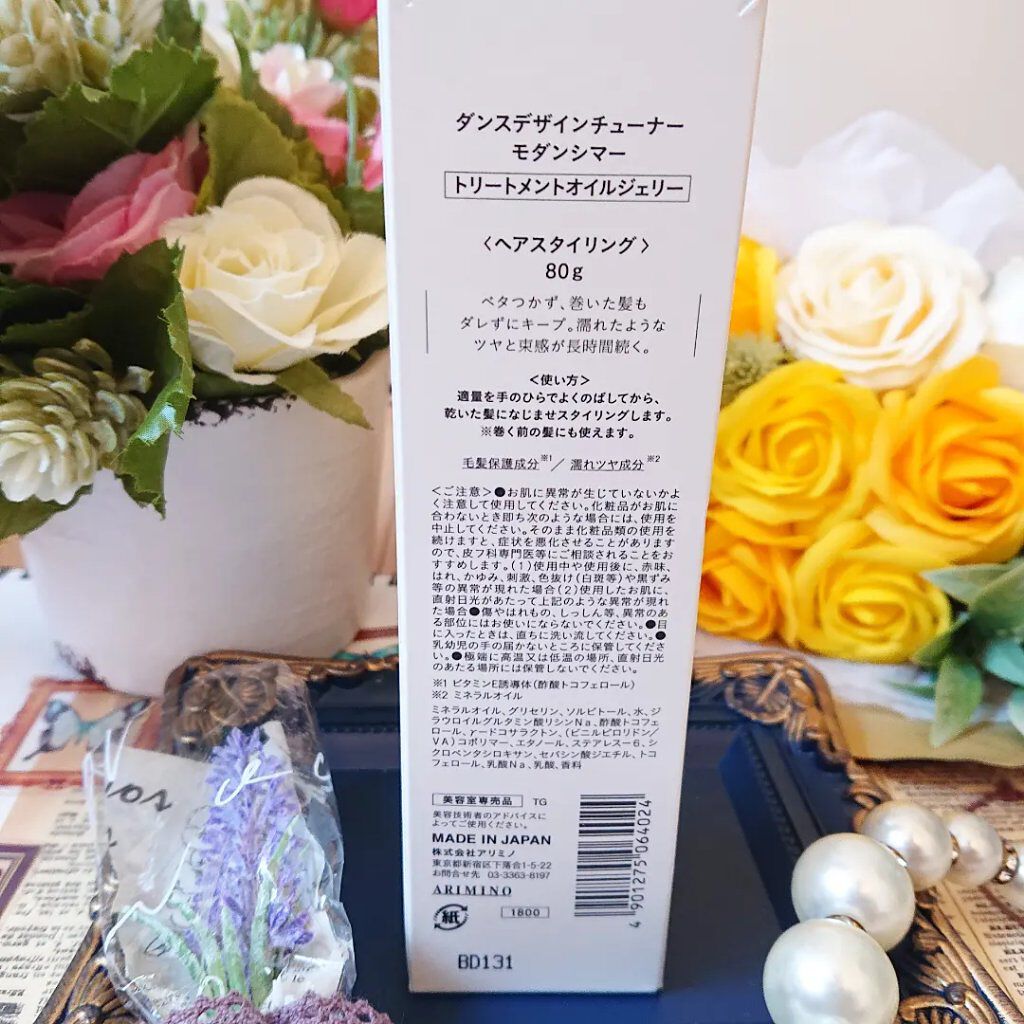 ダンスデザインチューナー
モダンシマー
トリートメントオイルジェリー
〈ヘアスタイリング〉
80g
ベタつかず、巻いた髪も
ダレずにキープ。濡れたような
ツヤと束感が長時間続く。
＜使い方＞
適量を手のひらでよくのばしてから、
乾いた髪になじませスタイリングします。
※巻く前の髪にも使えます。
毛髪保護成分※1／濡れツヤ成分※2
＜ご注意＞●お肌に異常が生じていないかよ
く注意して使用してください。化粧品がお肌に
合わないとき即ち次のような場合には、使用を
中止してください。そのまま化粧品類の使用を
続けますと、症状を悪化させることがあります
ので、皮フ科専門医等にご相談されることをお
すすめします。（1）使用中や使用後に、赤味、
はれ、かゆみ、刺激、色抜け（白斑等）や黒ずみ
等の異常が現れた場合（2）使用したお肌に、
直射日光があたって上記のような異常が現れ
た場合●傷やはれもの、しっしん等、異常のあ
る部位にはお使いにならないでください。●目
に入ったときは、直ちに洗い流してください。●
乳幼児の手の届かないところに保管してくださ
い。●極端に高温又は低温の場所、直射日光
のあたる場所には保管しないでください。
※1 ビタミンE誘導体（酢酸トコフェロール）
※2 ミネラルオイル
ミネラルオイル、グリセリン、ソルビトール、水、ジ
ラウロイルグルタミン酸リシンNa、酢酸トコフェ
ロール、γードコサラクトン、（ビニルピロリドン／
VA）コポリマー、エタノール、ステアレスー6、シ
クロペンタシロキサン、セバシン酸ジエチル、トコ
フェロール、乳酸Na、乳酸、香料
美容室専売品 TG
美容技術者のアドバイスに
よってご使用ください。
MADE IN JAPAN
株式会社アリミノ
東京都新宿区下落合1-5-22
お問合せ先 03-3363-8197
ARIMINO
紙
1800
4901275064024
BD131